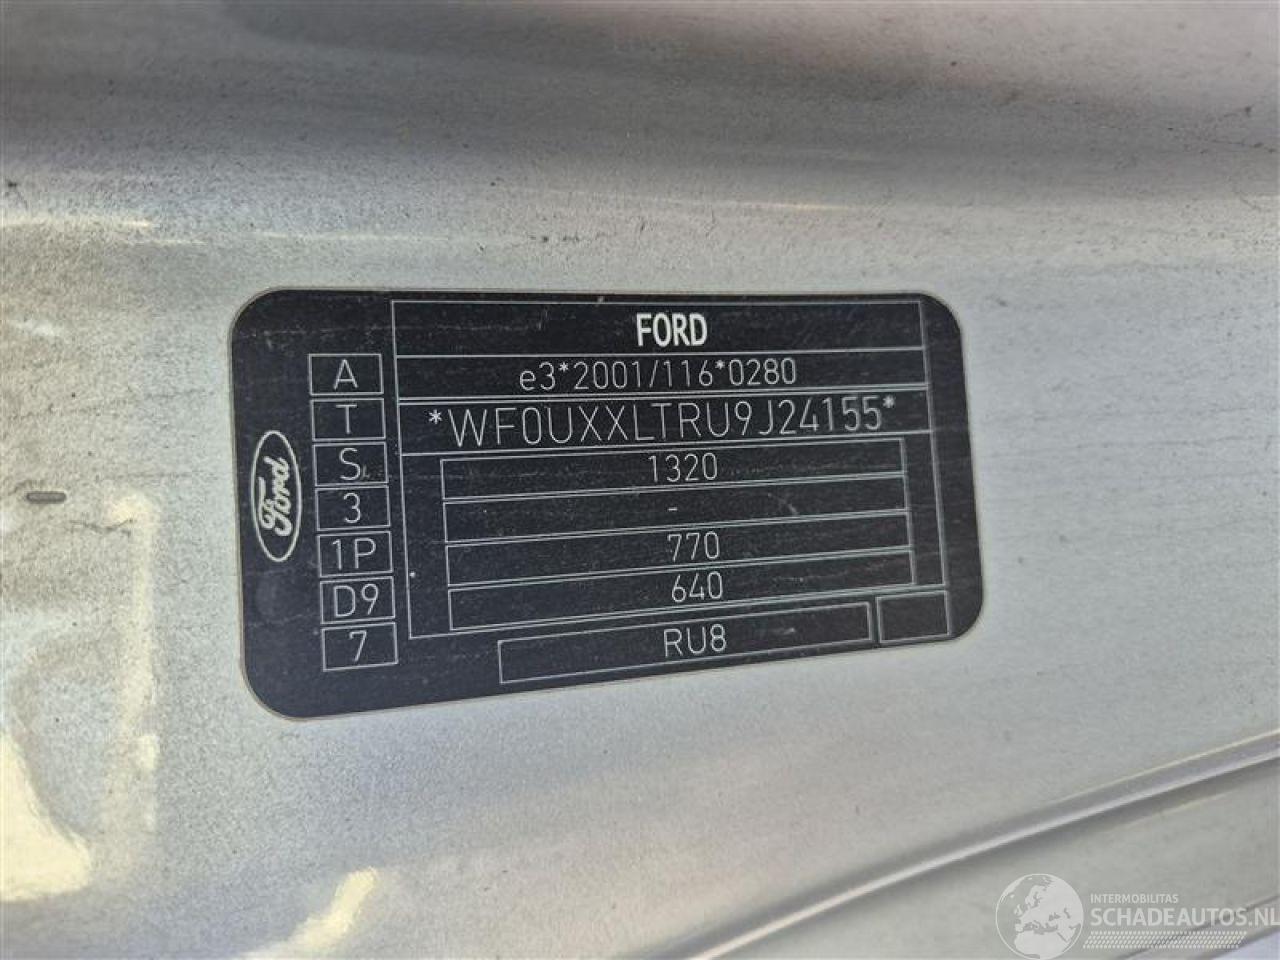 FORD
A e3*2001/116*0280
T *WF0UXXLTRU9J24155*
S 1320
3 -
1P 770
D9 640
7 RU8
Ford
INTERMOBILITAS
SCHADEAUTOS.NL